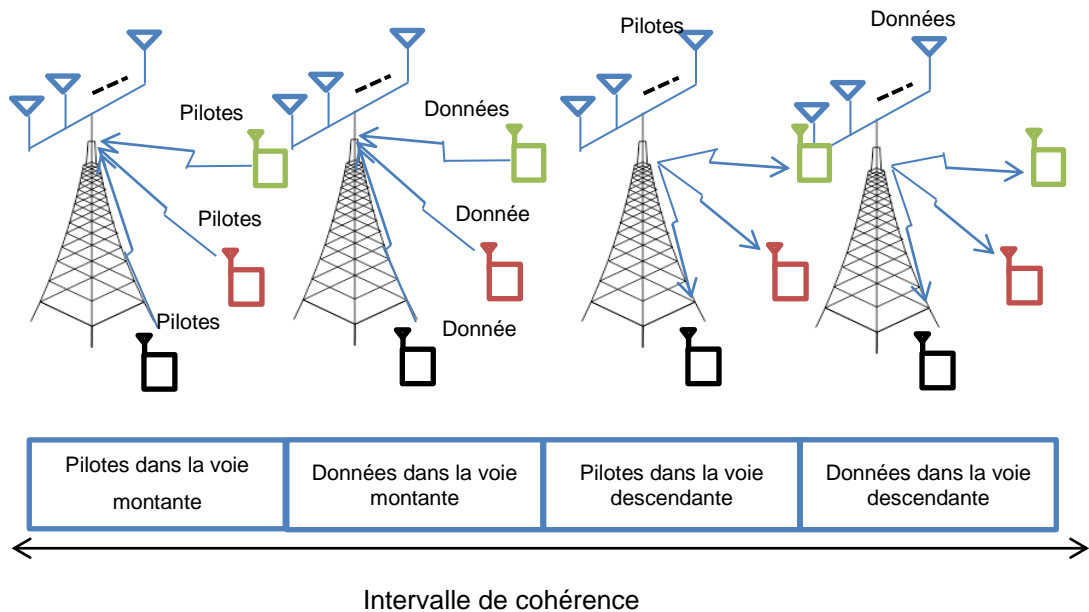 Pilotes
Données
Pilotes
Données
Pilotes
Donnée
Pilotes
Donnée
Pilotes dans la voie
montante
Données dans la voie
montante
Pilotes dans la voie
descendante
Données dans la voie
descendante
Intervalle de cohérence